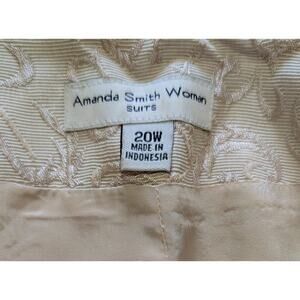 Amanda Smith Woman
SUITS
20W
MADE IN
INDONESIA